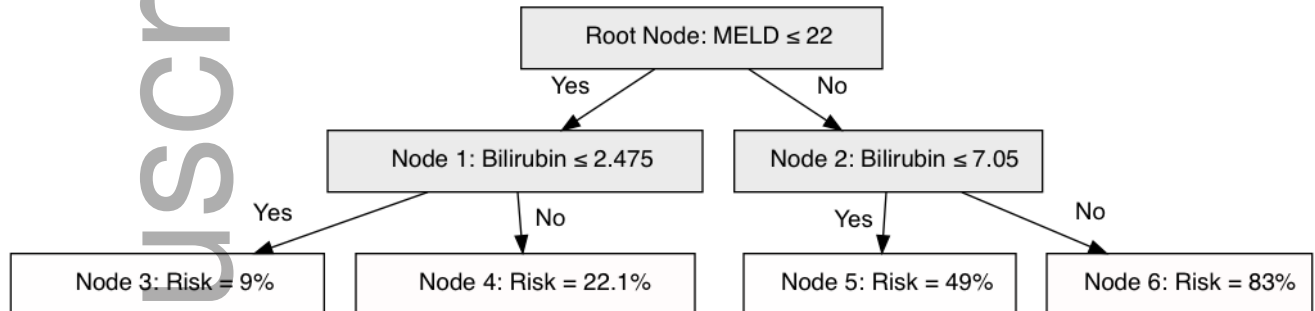 uscr
Root Node: MELD ≤ 22
Yes
No
Node 1: Bilirubin ≤ 2.475
Node 2: Bilirubin ≤ 7.05
Yes
No
Yes
No
Node 3: Risk = 9%
Node 4: Risk = 22.1%
Node 5: Risk = 49%
Node 6: Risk = 83%